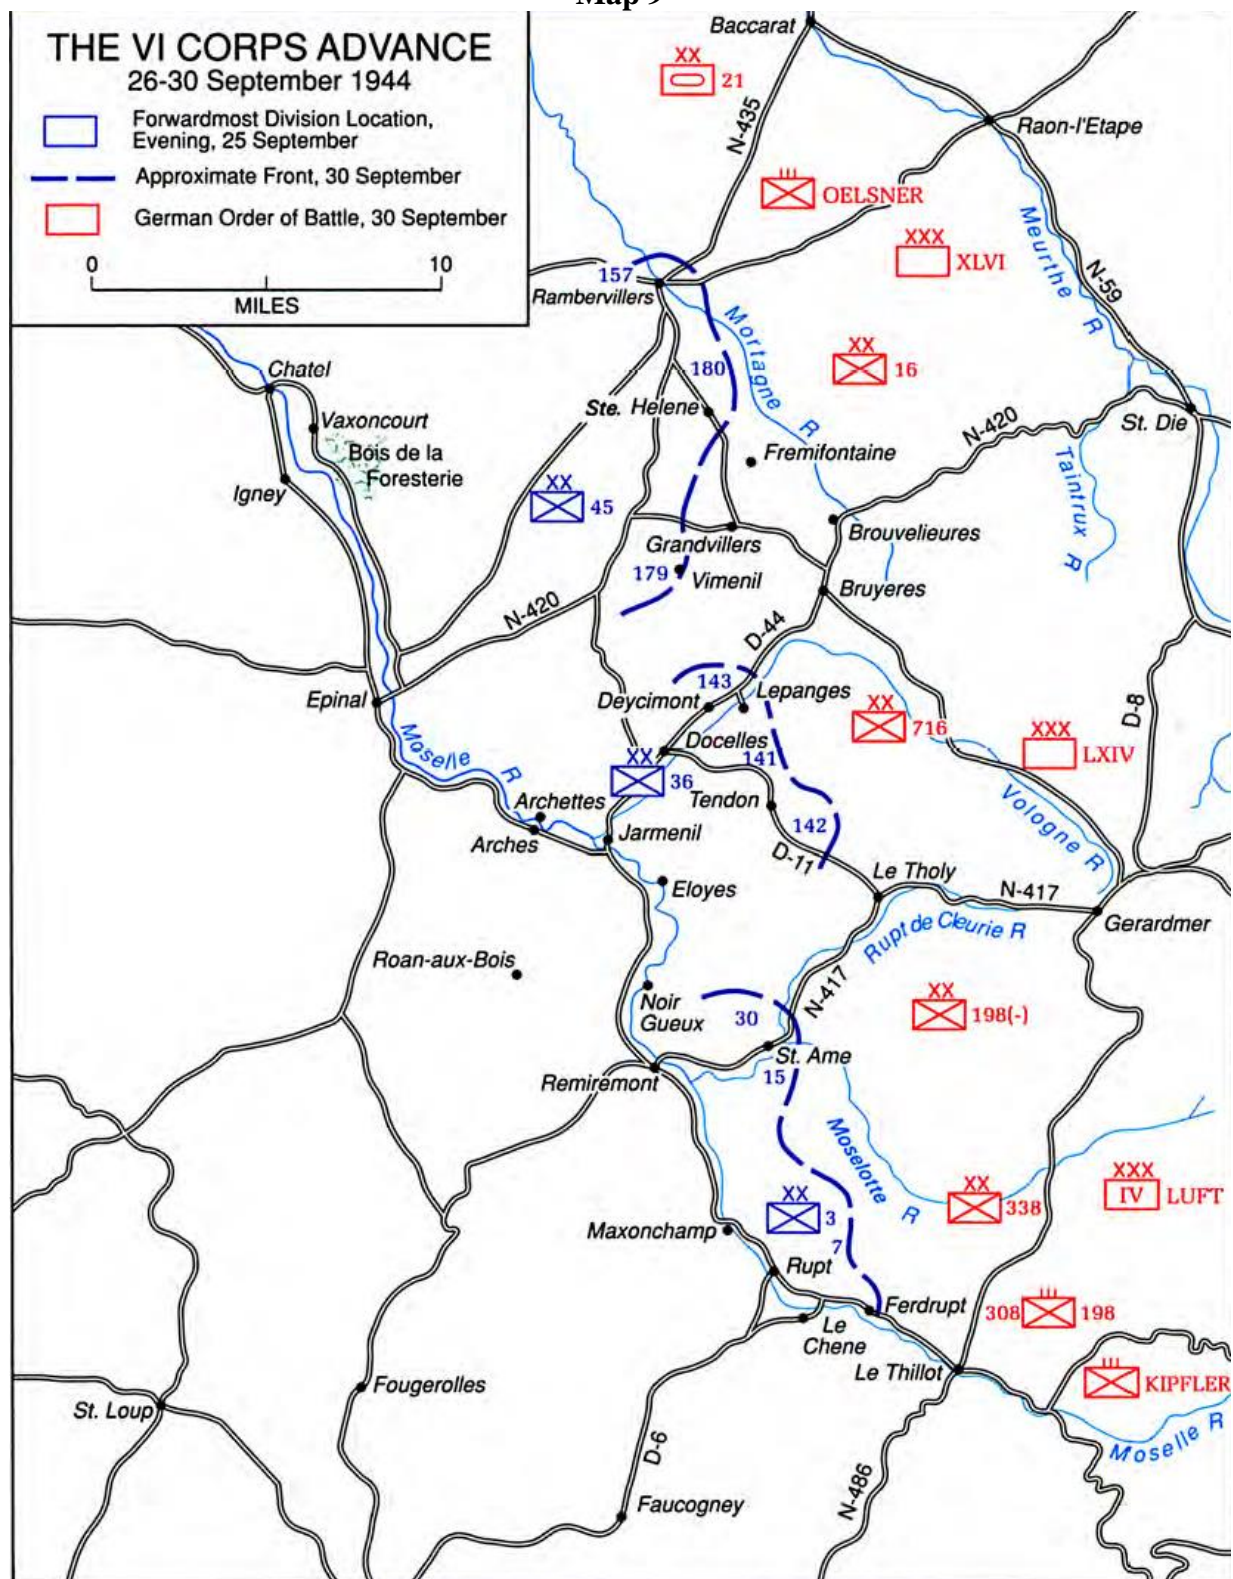 Map 9
THE VI CORPS ADVANCE
26-30 September 1944
Forwardmost Division Location,
Evening, 25 September
Approximate Front, 30 September
German Order of Battle, 30 September
0 10
MILES
Baccarat
XX
21
N-435
Raon-l'Etape
III
OELSNER
XXX
XLVI
Meurthe R
N-59
157
Rambervillers
Mortagne R
XX
16
180
Chatel
Vaxoncourt
Bois de la
Foresterie
Igney
Ste. Helene
Fremifontaine
N-420
St. Die
Taintrux R
XX
45
Grandvillers
Brouvelieures
179
Vimenil
Bruyeres
N-420
D-44
143
Lepanges
Deycimont
Epinal
Moselle R
XX
716
XXX
LXIV
D-8
Docelles
141
XX
36
Tendon
Archettes
Arches
Jarmenil
142
D-11
Vologne R
Le Tholy
N-417
Gerardmer
Eloyes
Rupt de Cleurie R
Roan-aux-Bois
Noir
Gueux
30
N-417
XX
198(-)
St. Ame
15
Remiremont
Moselotte R
XX
338
XXX
IV
LUFT
XX
3
7
Maxonchamp
Rupt
Ferdrupt
III
308
198
Le
Chene
Le Thillot
III
KIPFLER
Moselle R
Fougerolles
St. Loup
D-6
N-486
Faucogney